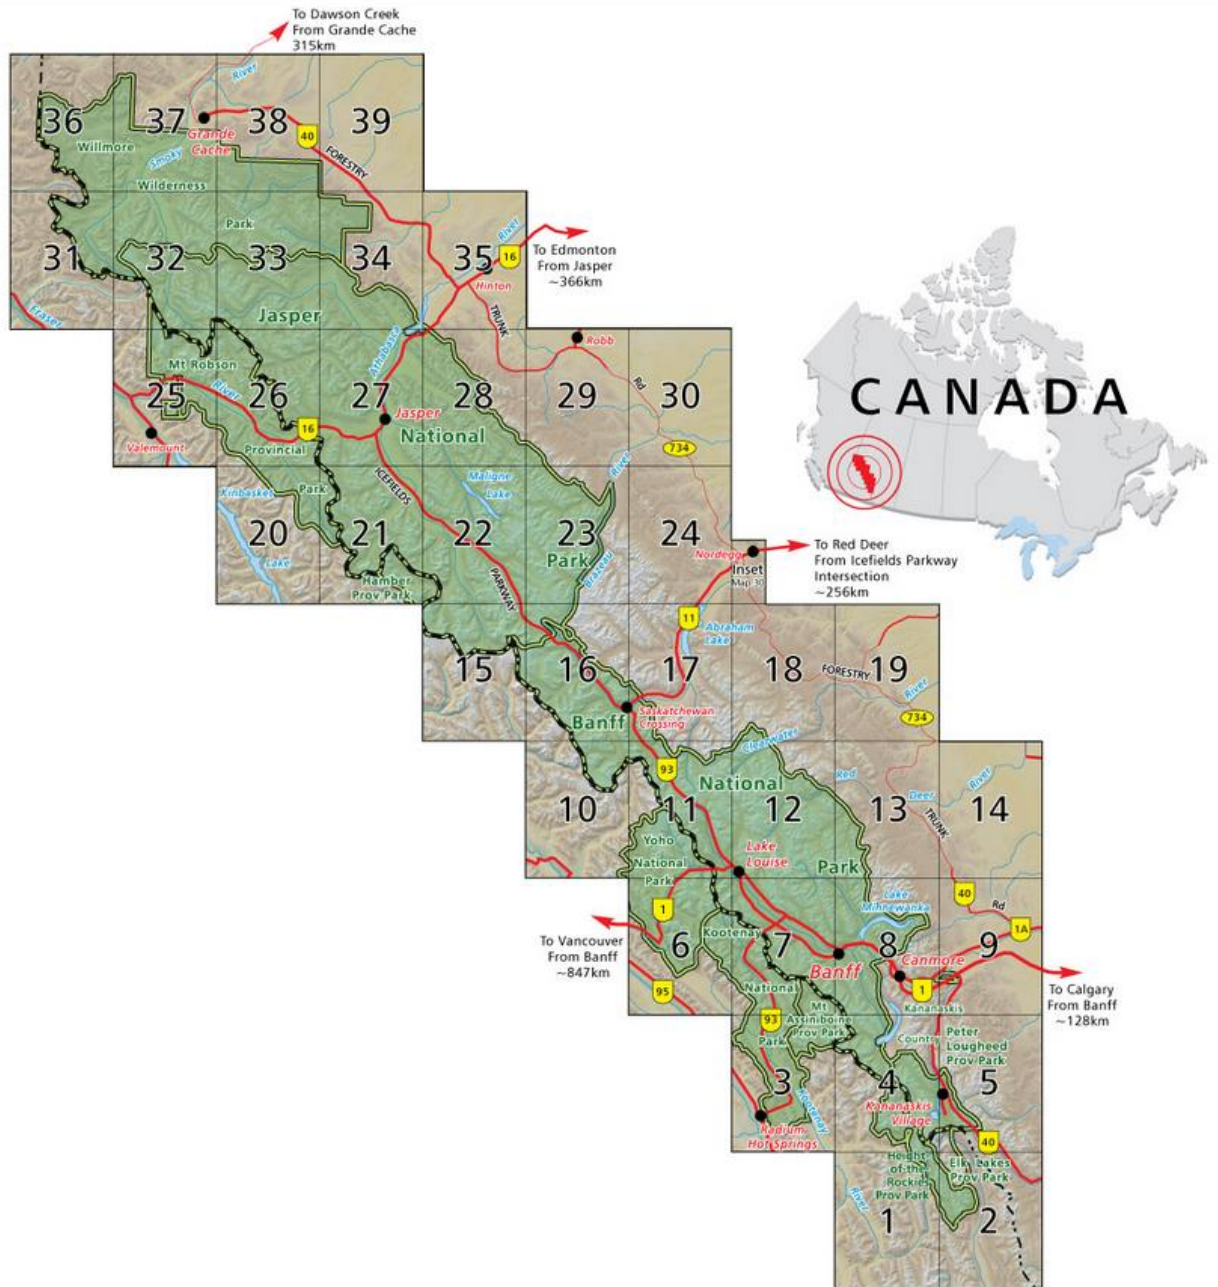 To Dawson Creek
From Grande Cache
315km
River
36
37
38
39
Grande
Cache
40
Willmore
Smoky
FORESTRY
Wilderness
Park
River
31
32
33
34
35
16
To Edmonton
From Jasper
~366km
Hinton
Fraser
Jasper
TRUNK
Athabasca
Robb
Mt Robson
Rd
25
River
26
27
28
29
30
Jasper
16
National
734
Valemount
Provincial
ICEFIELDS
River
Kinbasket
Park
Maligne
Lake
20
21
22
23
24
Lake
Park
Nordegg
Inset
Map 30
To Red Deer
From Icefields Parkway
Intersection
~256km
Hamber
Prov Park
PARKWAY
Brazeau
11
Abraham
Lake
15
16
17
18
FORESTRY
19
River
Banff
Saskatchewan
Crossing
734
Clearwater
93
National
Red
Deer
River
10
11
12
13
14
TRUNK
Yoho
National
Park
Lake
Louise
Park
Lake
Minnewanka
40
Rd
1A
1
Kootenay
To Vancouver
From Banff
~847km
6
7
8
9
Banff
Canmore
95
National
1
Kananaskis
To Calgary
From Banff
~128km
93
Mt
Assiniboine
Prov Park
Park
Country
Peter
Lougheed
Prov Park
3
4
5
Kootenay
Kananaskis
Village
Radium
Hot Springs
40
Height
of-the
Rockies
Prov Park
Elk Lakes
Prov Park
River
1
2
CANADA